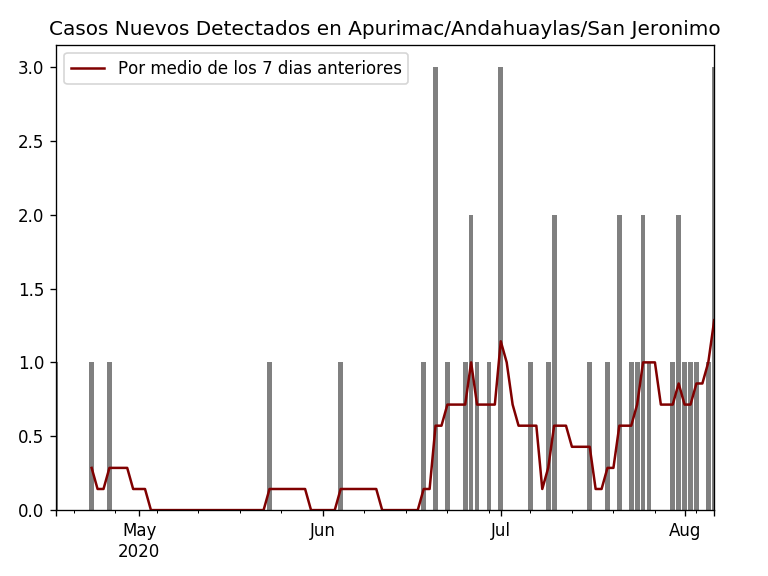 Casos Nuevos Detectados en Apurimac/Andahuaylas/San Jeronimo
Por medio de los 7 dias anteriores
3.0
2.5
2.0
1.5
1.0
0.5
0.0
May Jun Jul Aug
2020